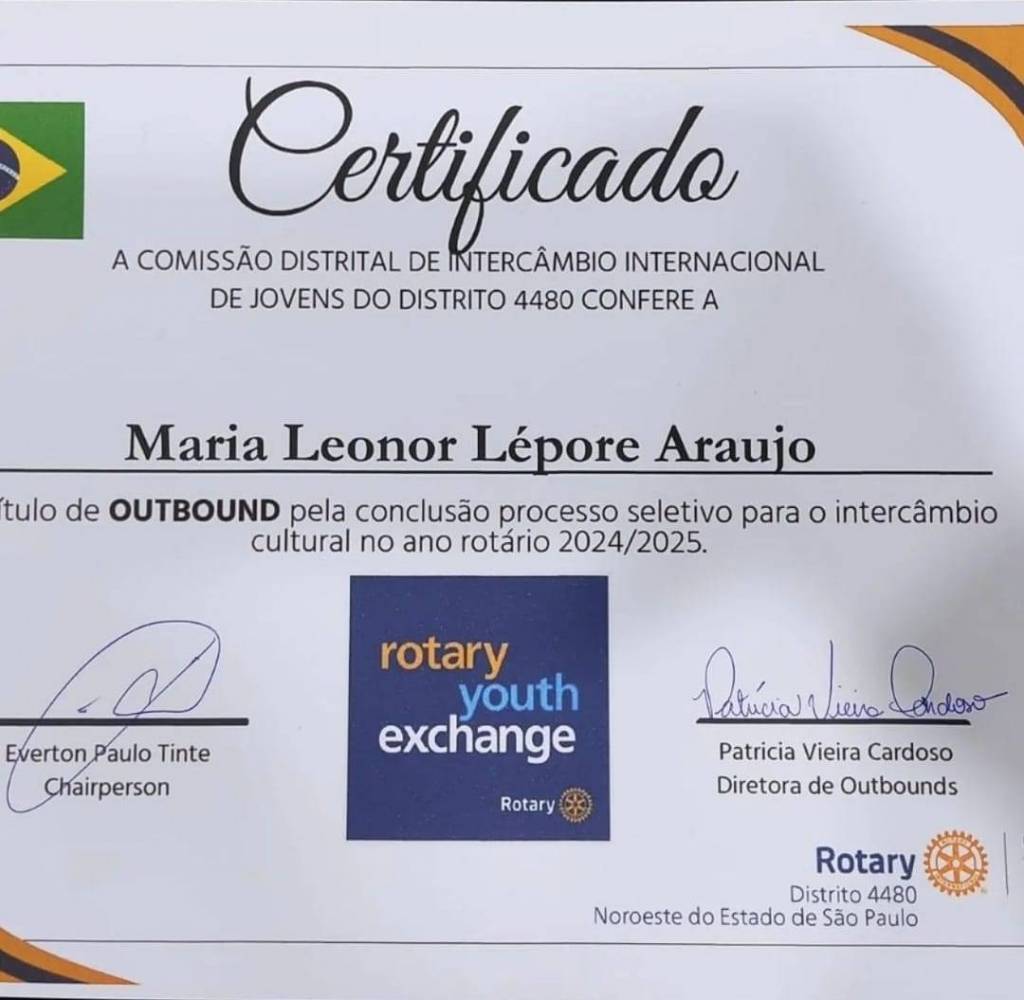 Certificado
A COMISSÃO DISTRITAL DE INTERCÂMBIO INTERNACIONAL
DE JOVENS DO DISTRITO 4480 CONFERE A
Maria Leonor Lépore Araujo
ítulo de OUTBOUND pela conclusão processo seletivo para o intercâmbio
cultural no ano rotário 2024/2025.
rotary
youth
exchange
Rotary
Patrícia Vieira Cardoso
Everton Paulo Tinte
Chairperson
Patricia Vieira Cardoso
Diretora de Outbounds
Rotary
Distrito 4480
Noroeste do Estado de São Paulo